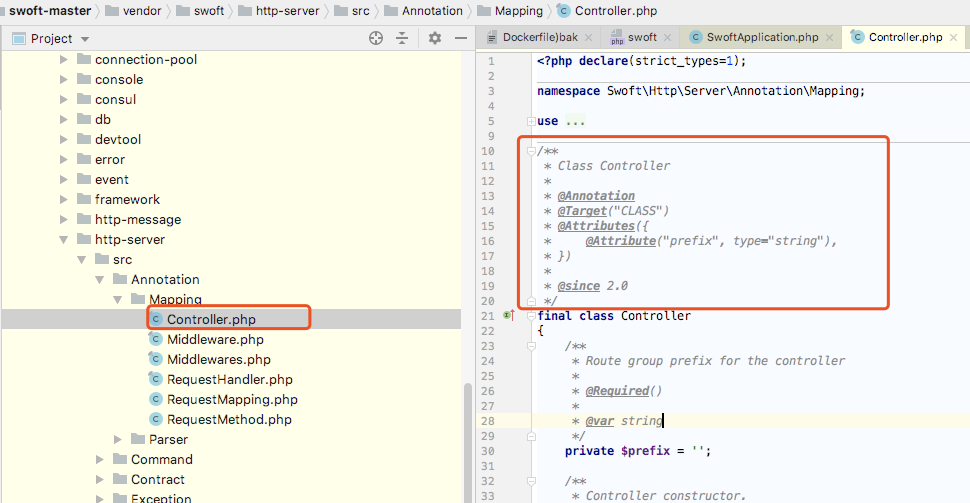 swoft-master vendor swoft http-server src Annotation Mapping Controller.php
Project
Dockerfile)bak swoft SwoftApplication.php Controller.php
connection-pool
console
consul
db
devtool
error
event
framework
http-message
http-server
src
Annotation
Mapping
Controller.php
Middleware.php
Middlewares.php
RequestHandler.php
RequestMapping.php
RequestMethod.php
Parser
Command
Contract
Exception
1 <?php declare(strict_types=1);
2
3 namespace Swoft\Http\Server\Annotation\Mapping;
4
5 use ...
9
10 /**
11 * Class Controller
12 *
13 * @Annotation
14 * @Target("CLASS")
15 * @Attributes({
16 *     @Attribute("prefix", type="string"),
17 * })
18 *
19 * @since 2.0
20 */
21 final class Controller
22 {
23 /**
24 * Route group prefix for the controller
25 *
26 * @Required()
27 *
28 * @var string
29 */
30 private $prefix = '';
31
32 /**
33 * Controller constructor.